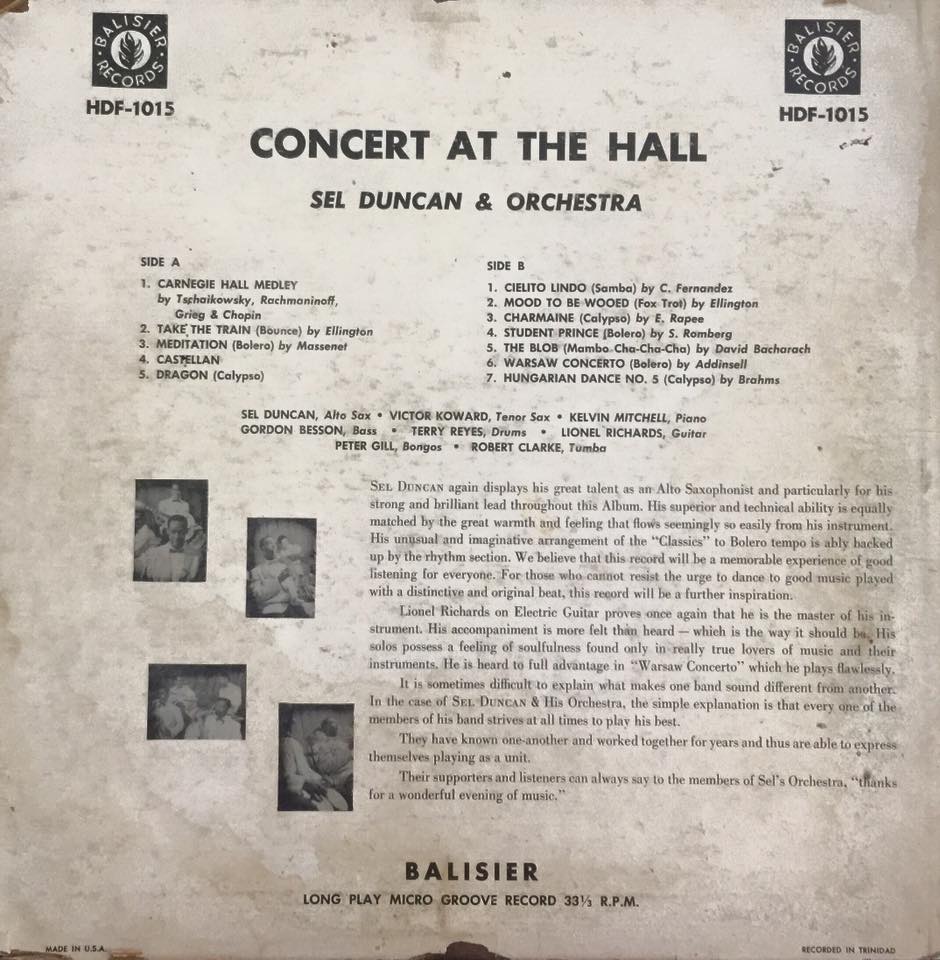 BALISIER RECORDS
HDF-1015
BALISIER RECORDS
HDF-1015
CONCERT AT THE HALL
SEL DUNCAN & ORCHESTRA
SIDE A
1. CARNEGIE HALL MEDLEY
by Tschaikowsky, Rachmaninoff,
Grieg & Chopin
2. TAKE THE TRAIN (Bounce) by Ellington
3. MEDITATION (Bolero) by Massenet
4. CASTELLAN
5. DRAGON (Calypso)
SIDE B
1. CIELITO LINDO (Samba) by C. Fernandez
2. MOOD TO BE WOOED (Fox Trot) by Ellington
3. CHARMAINE (Calypso) by E. Rapee
4. STUDENT PRINCE (Bolero) by S. Romberg
5. THE BLOB (Mambo Cha-Cha-Cha) by David Bacharach
6. WARSAW CONCERTO (Bolero) by Addinsell
7. HUNGARIAN DANCE NO. 5 (Calypso) by Brahms
SEL DUNCAN, Alto Sax • VICTOR KOWARD, Tenor Sax • KELVIN MITCHELL, Piano
GORDON BESSON, Bass • TERRY REYES, Drums • LIONEL RICHARDS, Guitar
PETER GILL, Bongos • ROBERT CLARKE, Tumba
SEL DUNCAN again displays his great talent as an Alto Saxophonist and particularly for his
strong and brilliant lead throughout this Album. His superior and technical ability is equally
matched by the great warmth and feeling that flows seemingly so easily from his instrument.
His unusual and imaginative arrangement of the "Classics" to Bolero tempo is ably backed
up by the rhythm section. We believe that this record will be a memorable experience of good
listening for everyone. For those who cannot resist the urge to dance to good music played
with a distinctive and original beat, this record will be a further inspiration.
Lionel Richards on Electric Guitar proves once again that he is the master of his in-
strument. His accompaniment is more felt than heard — which is the way it should be. His
solos possess a feeling of soulfulness found only in really true lovers of music and their
instruments. He is heard to full advantage in "Warsaw Concerto" which he plays flawlessly.
It is sometimes difficult to explain what makes one band sound different from another.
In the case of SEL DUNCAN & His Orchestra, the simple explanation is that every one of the
members of his band strives at all times to play his best.
They have known one-another and worked together for years and thus are able to express
themselves playing as a unit.
Their supporters and listeners can always say to the members of Sel's Orchestra, "thanks
for a wonderful evening of music."
BALISIER
LONG PLAY MICRO GROOVE RECORD 33⅓ R.P.M.
MADE IN U.S.A.
RECORDED IN TRINIDAD